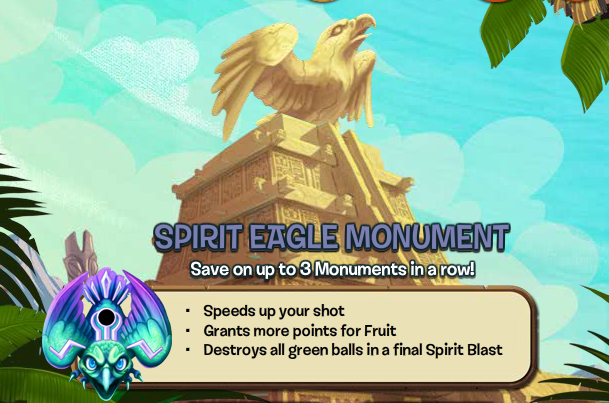 SPIRIT EAGLE MONUMENT
Save on up to 3 Monuments in a row!
· Speeds up your shot
· Grants more points for Fruit
· Destroys all green balls in a final Spirit Blast